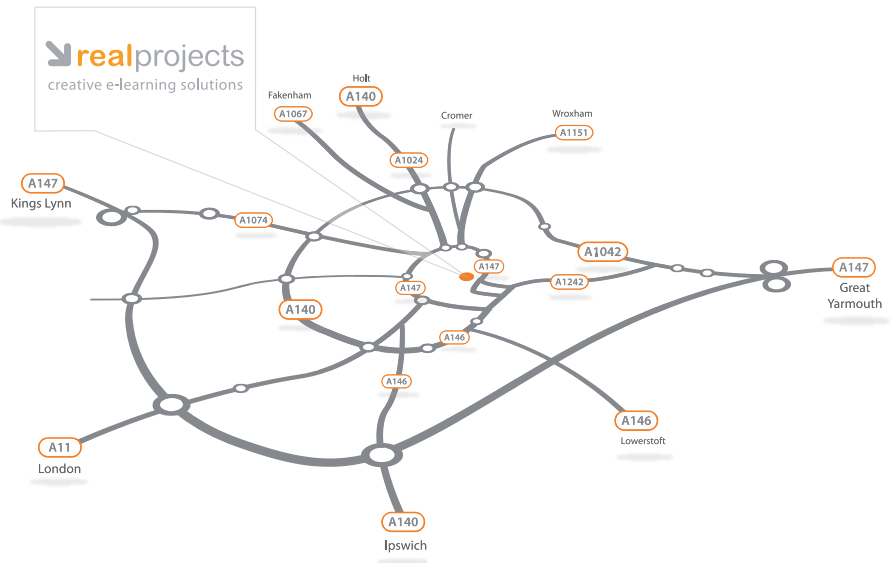 realprojects
creative e-learning solutions
Holt
A140
Fakenham
A1067
Cromer
Wroxham
A1151
A1024
A147
Kings Lynn
A1074
A1042
A147
A147
Great
Yarmouth
A1242
A147
A140
A146
A146
A146
Lowerstoft
A11
London
A140
Ipswich